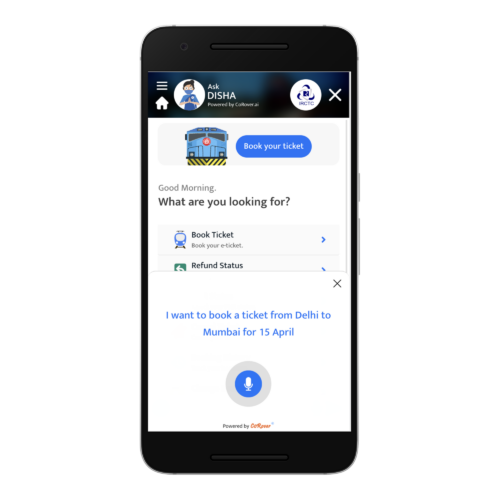 Ask
DISHA
Powered by CoRover.ai
IRCTC
Book your ticket
Good Morning.
What are you looking for?
Book Ticket
Book your e-ticket.
Refund Status
I want to book a ticket from Delhi to
Mumbai for 15 April
Powered by CoRover